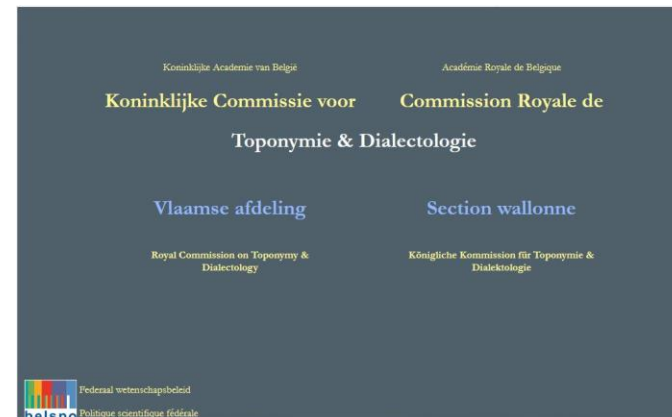 Koninklijke Academie van België
Académie Royale de Belgique
Koninklijke Commissie voor
Commission Royale de
Toponymie & Dialectologie
Vlaamse afdeling
Section wallonne
Royal Commission on Toponymy &
Dialectology
Königliche Kommission für Toponymie &
Dialektologie
Federaal wetenschapsbeleid
belspo
Politique scientifique fédérale